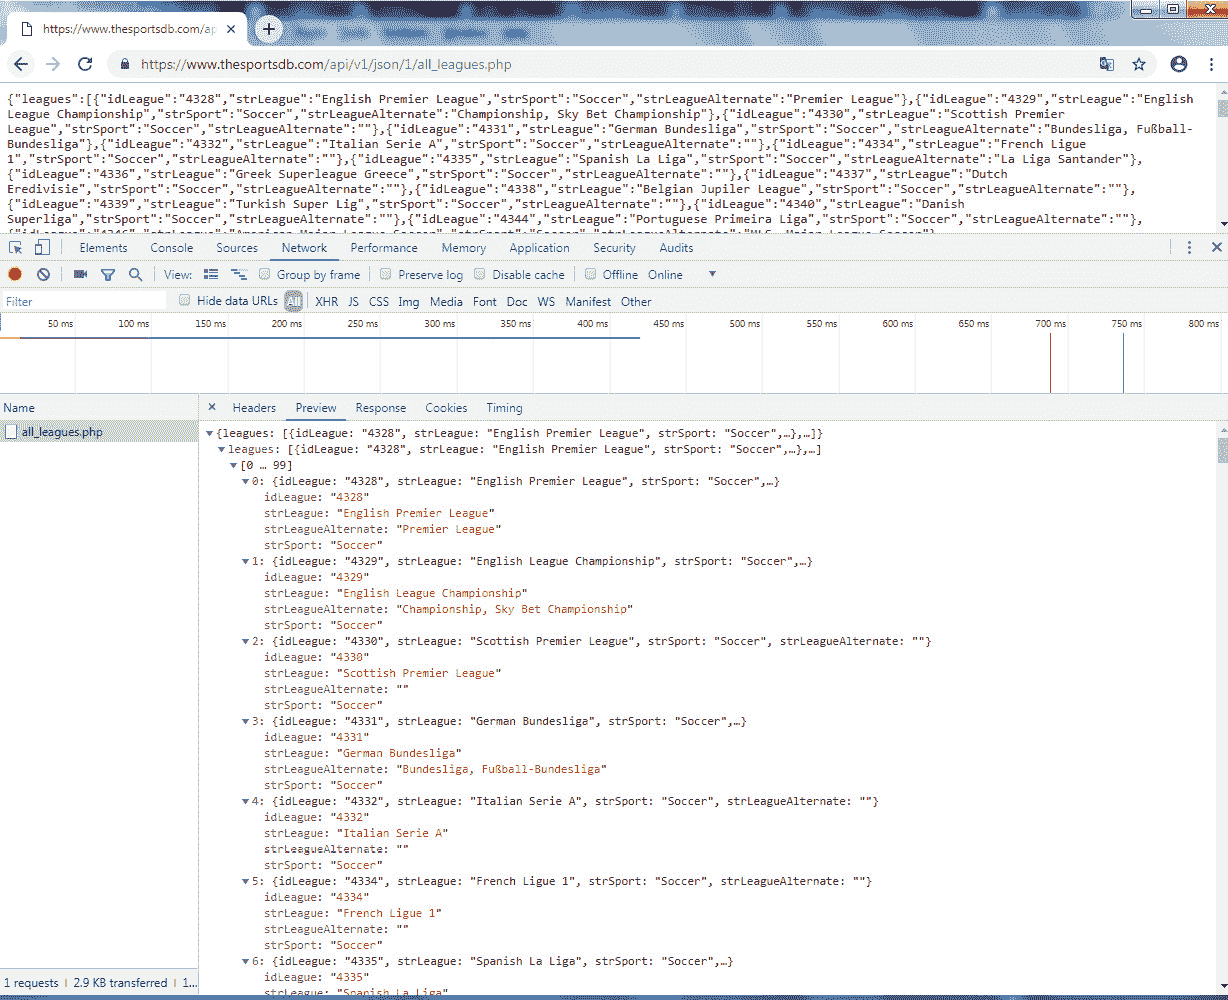 https://www.thesportsdb.com/ap
https://www.thesportsdb.com/api/v1/json/1/all_leagues.php
{"leagues":[{"idLeague":"4328","strLeague":"English Premier League","strSport":"Soccer","strLeagueAlternate":"Premier League"},{"idLeague":"4329","strLeague":"English
League Championship","strSport":"Soccer","strLeagueAlternate":"Championship, Sky Bet Championship"},{"idLeague":"4330","strLeague":"Scottish Premier
League","strSport":"Soccer","strLeagueAlternate":""},{"idLeague":"4331","strLeague":"German Bundesliga","strSport":"Soccer","strLeagueAlternate":"Bundesliga, Fußball-
Bundesliga"},{"idLeague":"4332","strLeague":"Italian Serie A","strSport":"Soccer","strLeagueAlternate":""},{"idLeague":"4334","strLeague":"French Ligue
1","strSport":"Soccer","strLeagueAlternate":""},{"idLeague":"4335","strLeague":"Spanish La Liga","strSport":"Soccer","strLeagueAlternate":"La Liga Santander"},
{"idLeague":"4336","strLeague":"Greek Superleague Greece","strSport":"Soccer","strLeagueAlternate":""},{"idLeague":"4337","strLeague":"Dutch
Eredivisie","strSport":"Soccer","strLeagueAlternate":""},{"idLeague":"4338","strLeague":"Belgian Jupiler League","strSport":"Soccer","strLeagueAlternate":""},
{"idLeague":"4339","strLeague":"Turkish Super Lig","strSport":"Soccer","strLeagueAlternate":""},{"idLeague":"4340","strLeague":"Danish
Superliga","strSport":"Soccer","strLeagueAlternate":""},{"idLeague":"4344","strLeague":"Portuguese Primeira Liga","strSport":"Soccer","strLeagueAlternate":""},
{"idLeague":"4346","strLeague":"American Major League Soccer","strSport":"Soccer","strLeagueAlternate":"MLS, Major League Soccer"},
Elements Console Sources Network Performance Memory Application Security Audits
View: Group by frame Preserve log Disable cache Offline Online
Filter Hide data URLs All XHR JS CSS Img Media Font Doc WS Manifest Other
50 ms 100 ms 150 ms 200 ms 250 ms 300 ms 350 ms 400 ms 450 ms 500 ms 550 ms 600 ms 650 ms 700 ms 750 ms 800 ms
Name Headers Preview Response Cookies Timing
all_leagues.php
{leagues: [{idLeague: "4328", strLeague: "English Premier League", strSport: "Soccer",…},…]}
leagues: [{idLeague: "4328", strLeague: "English Premier League", strSport: "Soccer",…},…]
[0 … 99]
0: {idLeague: "4328", strLeague: "English Premier League", strSport: "Soccer",…}
idLeague: "4328"
strLeague: "English Premier League"
strLeagueAlternate: "Premier League"
strSport: "Soccer"
1: {idLeague: "4329", strLeague: "English League Championship", strSport: "Soccer",…}
idLeague: "4329"
strLeague: "English League Championship"
strLeagueAlternate: "Championship, Sky Bet Championship"
strSport: "Soccer"
2: {idLeague: "4330", strLeague: "Scottish Premier League", strSport: "Soccer", strLeagueAlternate: ""}
idLeague: "4330"
strLeague: "Scottish Premier League"
strLeagueAlternate: ""
strSport: "Soccer"
3: {idLeague: "4331", strLeague: "German Bundesliga", strSport: "Soccer",…}
idLeague: "4331"
strLeague: "German Bundesliga"
strLeagueAlternate: "Bundesliga, Fußball-Bundesliga"
strSport: "Soccer"
4: {idLeague: "4332", strLeague: "Italian Serie A", strSport: "Soccer", strLeagueAlternate: ""}
idLeague: "4332"
strLeague: "Italian Serie A"
strLeagueAlternate: ""
strSport: "Soccer"
5: {idLeague: "4334", strLeague: "French Ligue 1", strSport: "Soccer", strLeagueAlternate: ""}
idLeague: "4334"
strLeague: "French Ligue 1"
strLeagueAlternate: ""
strSport: "Soccer"
6: {idLeague: "4335", strLeague: "Spanish La Liga", strSport: "Soccer",…}
idLeague: "4335"
strLeague: "Spanish La Liga"
1 requests 2.9 KB transferred 1...